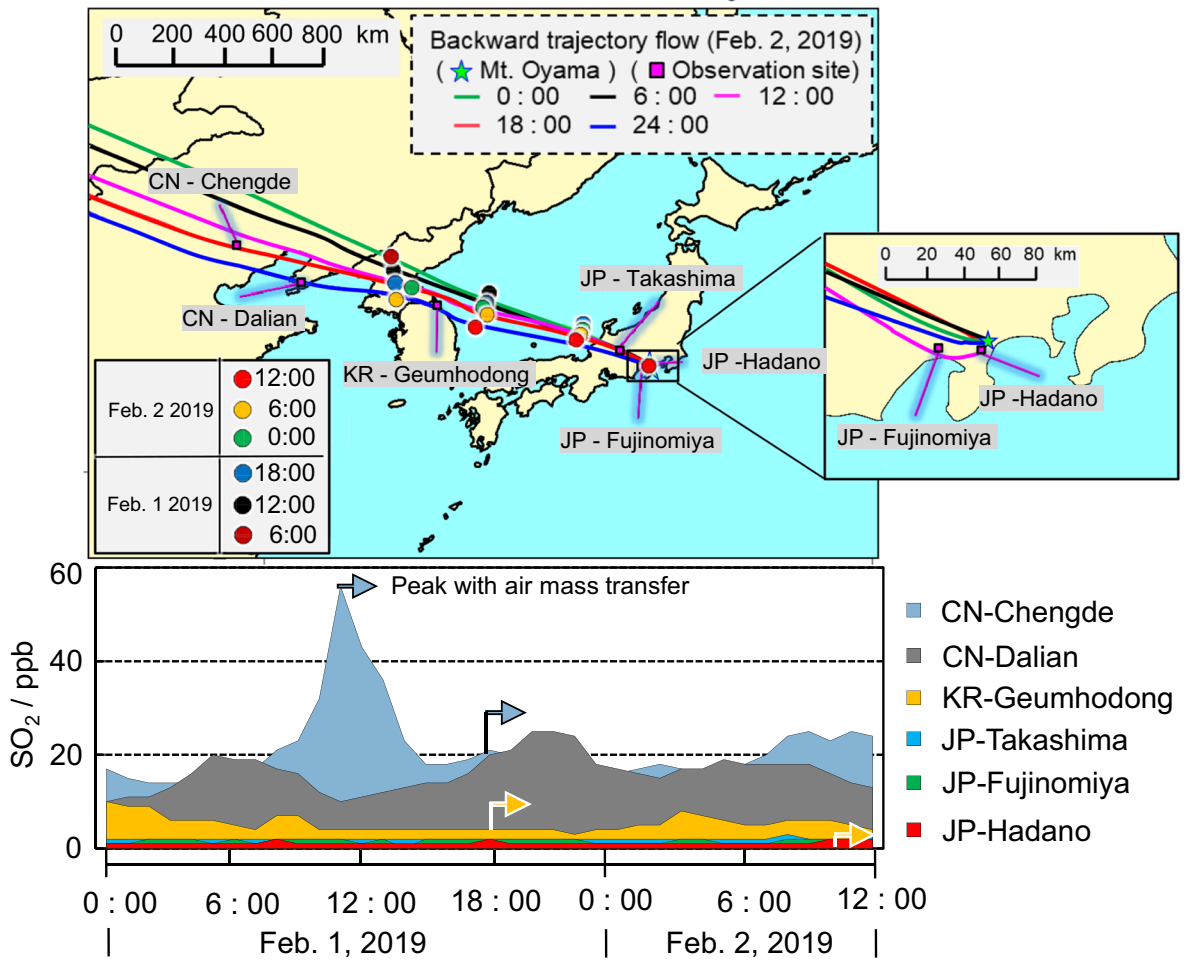 0 200 400 600 800 km
Backward trajectory flow (Feb. 2, 2019)
( Mt. Oyama ) ( Observation site)
0 : 00 6 : 00 12 : 00
18 : 00 24 : 00
CN - Chengde
JP - Takashima
0 20 40 60 80 km
CN - Dalian
KR - Geumhodong
JP -Hadano
JP - Fujinomiya
JP -Hadano
JP - Fujinomiya
Feb. 2 2019
12:00
6:00
0:00
Feb. 1 2019
18:00
12:00
6:00
Peak with air mass transfer
SO2 / ppb
60
40
20
0
CN-Chengde
CN-Dalian
KR-Geumhodong
JP-Takashima
JP-Fujinomiya
JP-Hadano
0 : 00 6 : 00 12 : 00 18 : 00 0 : 00 6 : 00 12 : 00
| Feb. 1, 2019 | Feb. 2, 2019 |